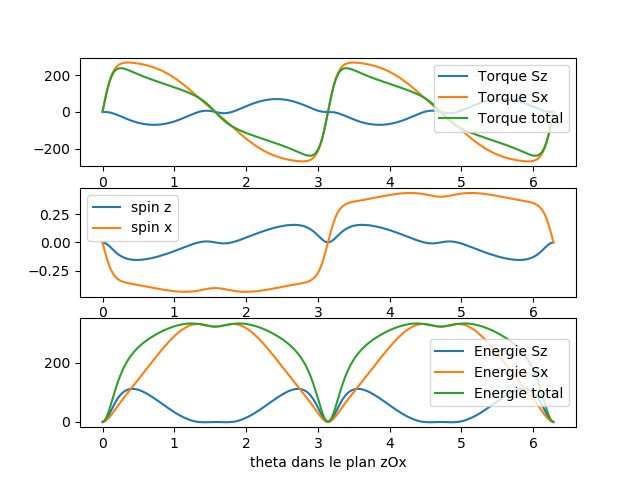 200
0
−200
Torque Sz
Torque Sx
Torque total
0 1 2 3 4 5 6
0.25
0.00
−0.25
spin z
spin x
0 1 2 3 4 5 6
200
0
Energie Sz
Energie Sx
Energie total
0 1 2 3 4 5 6
theta dans le plan zOx